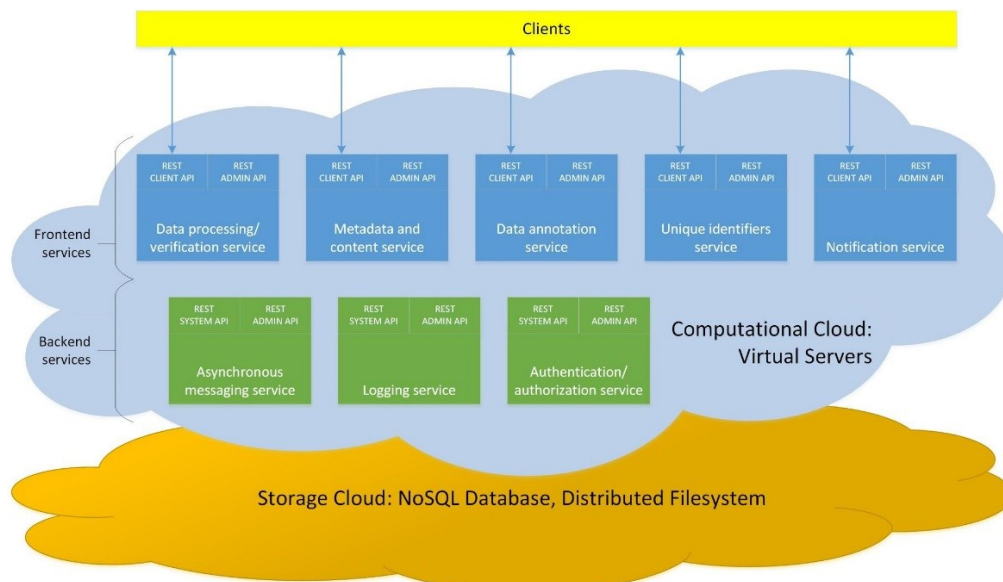 Clients
REST
CLIENT API
REST
ADMIN API
Data processing/
verification service
REST
CLIENT API
REST
ADMIN API
Metadata and
content service
REST
CLIENT API
REST
ADMIN API
Data annotation
service
REST
CLIENT API
REST
ADMIN API
Unique identifiers
service
REST
CLIENT API
REST
ADMIN API
Notification service
Frontend
services
REST
SYSTEM API
REST
ADMIN API
Asynchronous
messaging service
REST
SYSTEM API
REST
ADMIN API
Logging service
REST
SYSTEM API
REST
ADMIN API
Authentication/
authorization service
Backend
services
Computational Cloud:
Virtual Servers
Storage Cloud: NoSQL Database, Distributed Filesystem